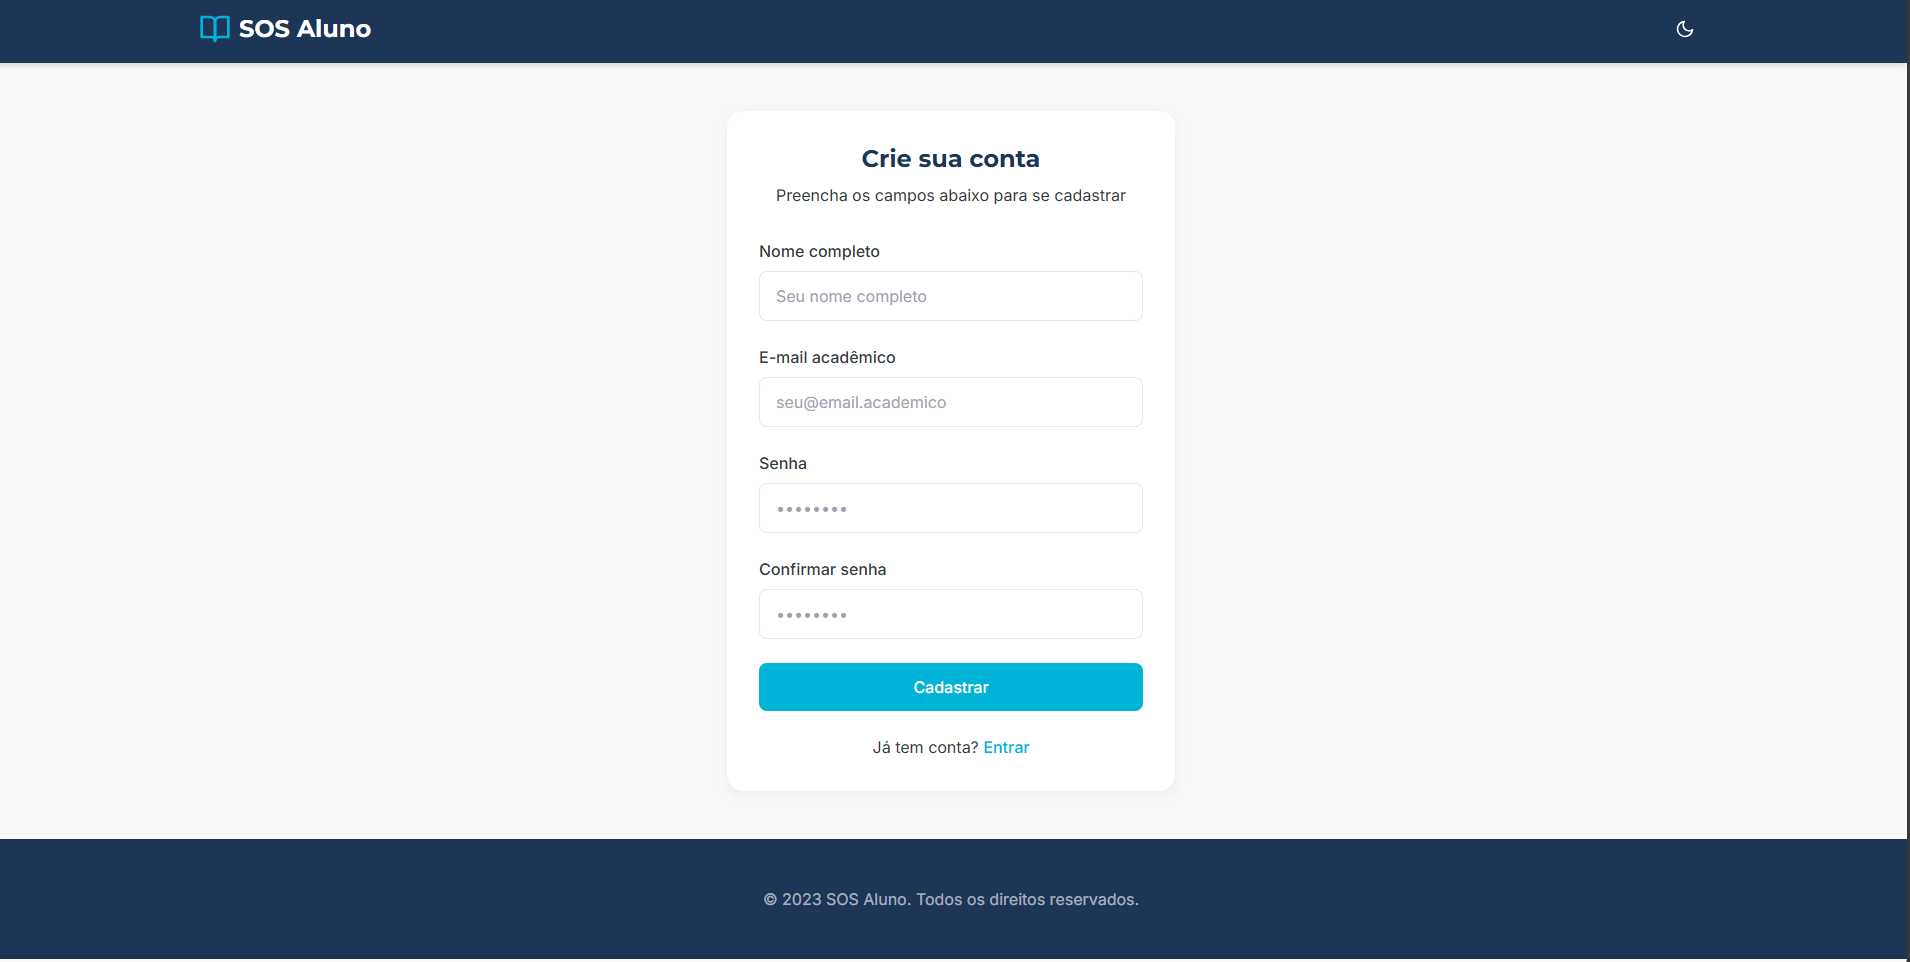 SOS Aluno
Crie sua conta
Preencha os campos abaixo para se cadastrar
Nome completo
Seu nome completo
E-mail acadêmico
seu@email.academico
Senha
••••••••
Confirmar senha
••••••••
Cadastrar
Já tem conta? Entrar
© 2023 SOS Aluno. Todos os direitos reservados.